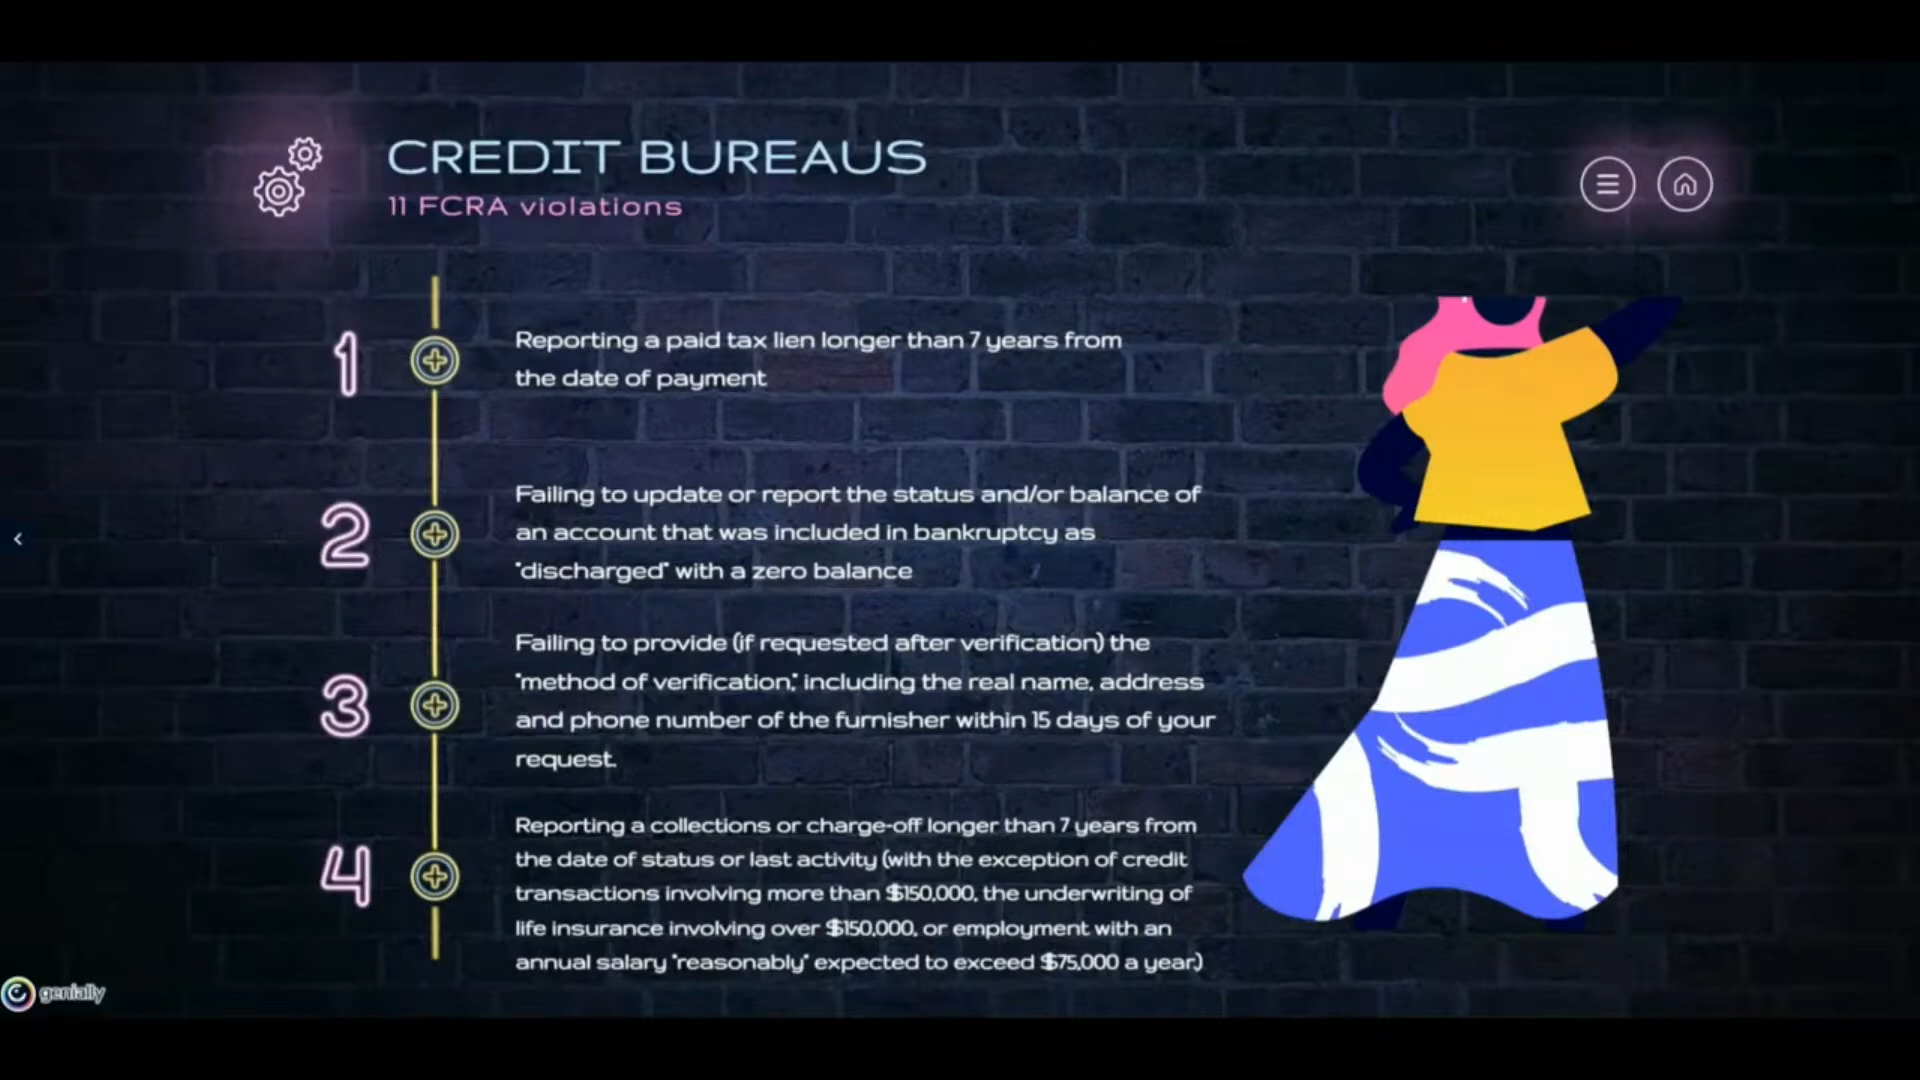 CREDIT BUREAUS
11 FCRA violations
1
Reporting a paid tax lien longer than 7 years from
the date of payment
2
Failing to update or report the status and/or balance of
an account that was included in bankruptcy as
"discharged" with a zero balance
3
Failing to provide (if requested after verification) the
"method of verification," including the real name, address
and phone number of the furnisher within 15 days of your
request.
4
Reporting a collections or charge-off longer than 7 years from
the date of status or last activity (with the exception of credit
transactions involving more than $150,000, the underwriting of
life insurance involving over $150,000, or employment with an
annual salary "reasonably" expected to exceed $75,000 a year.)
genially